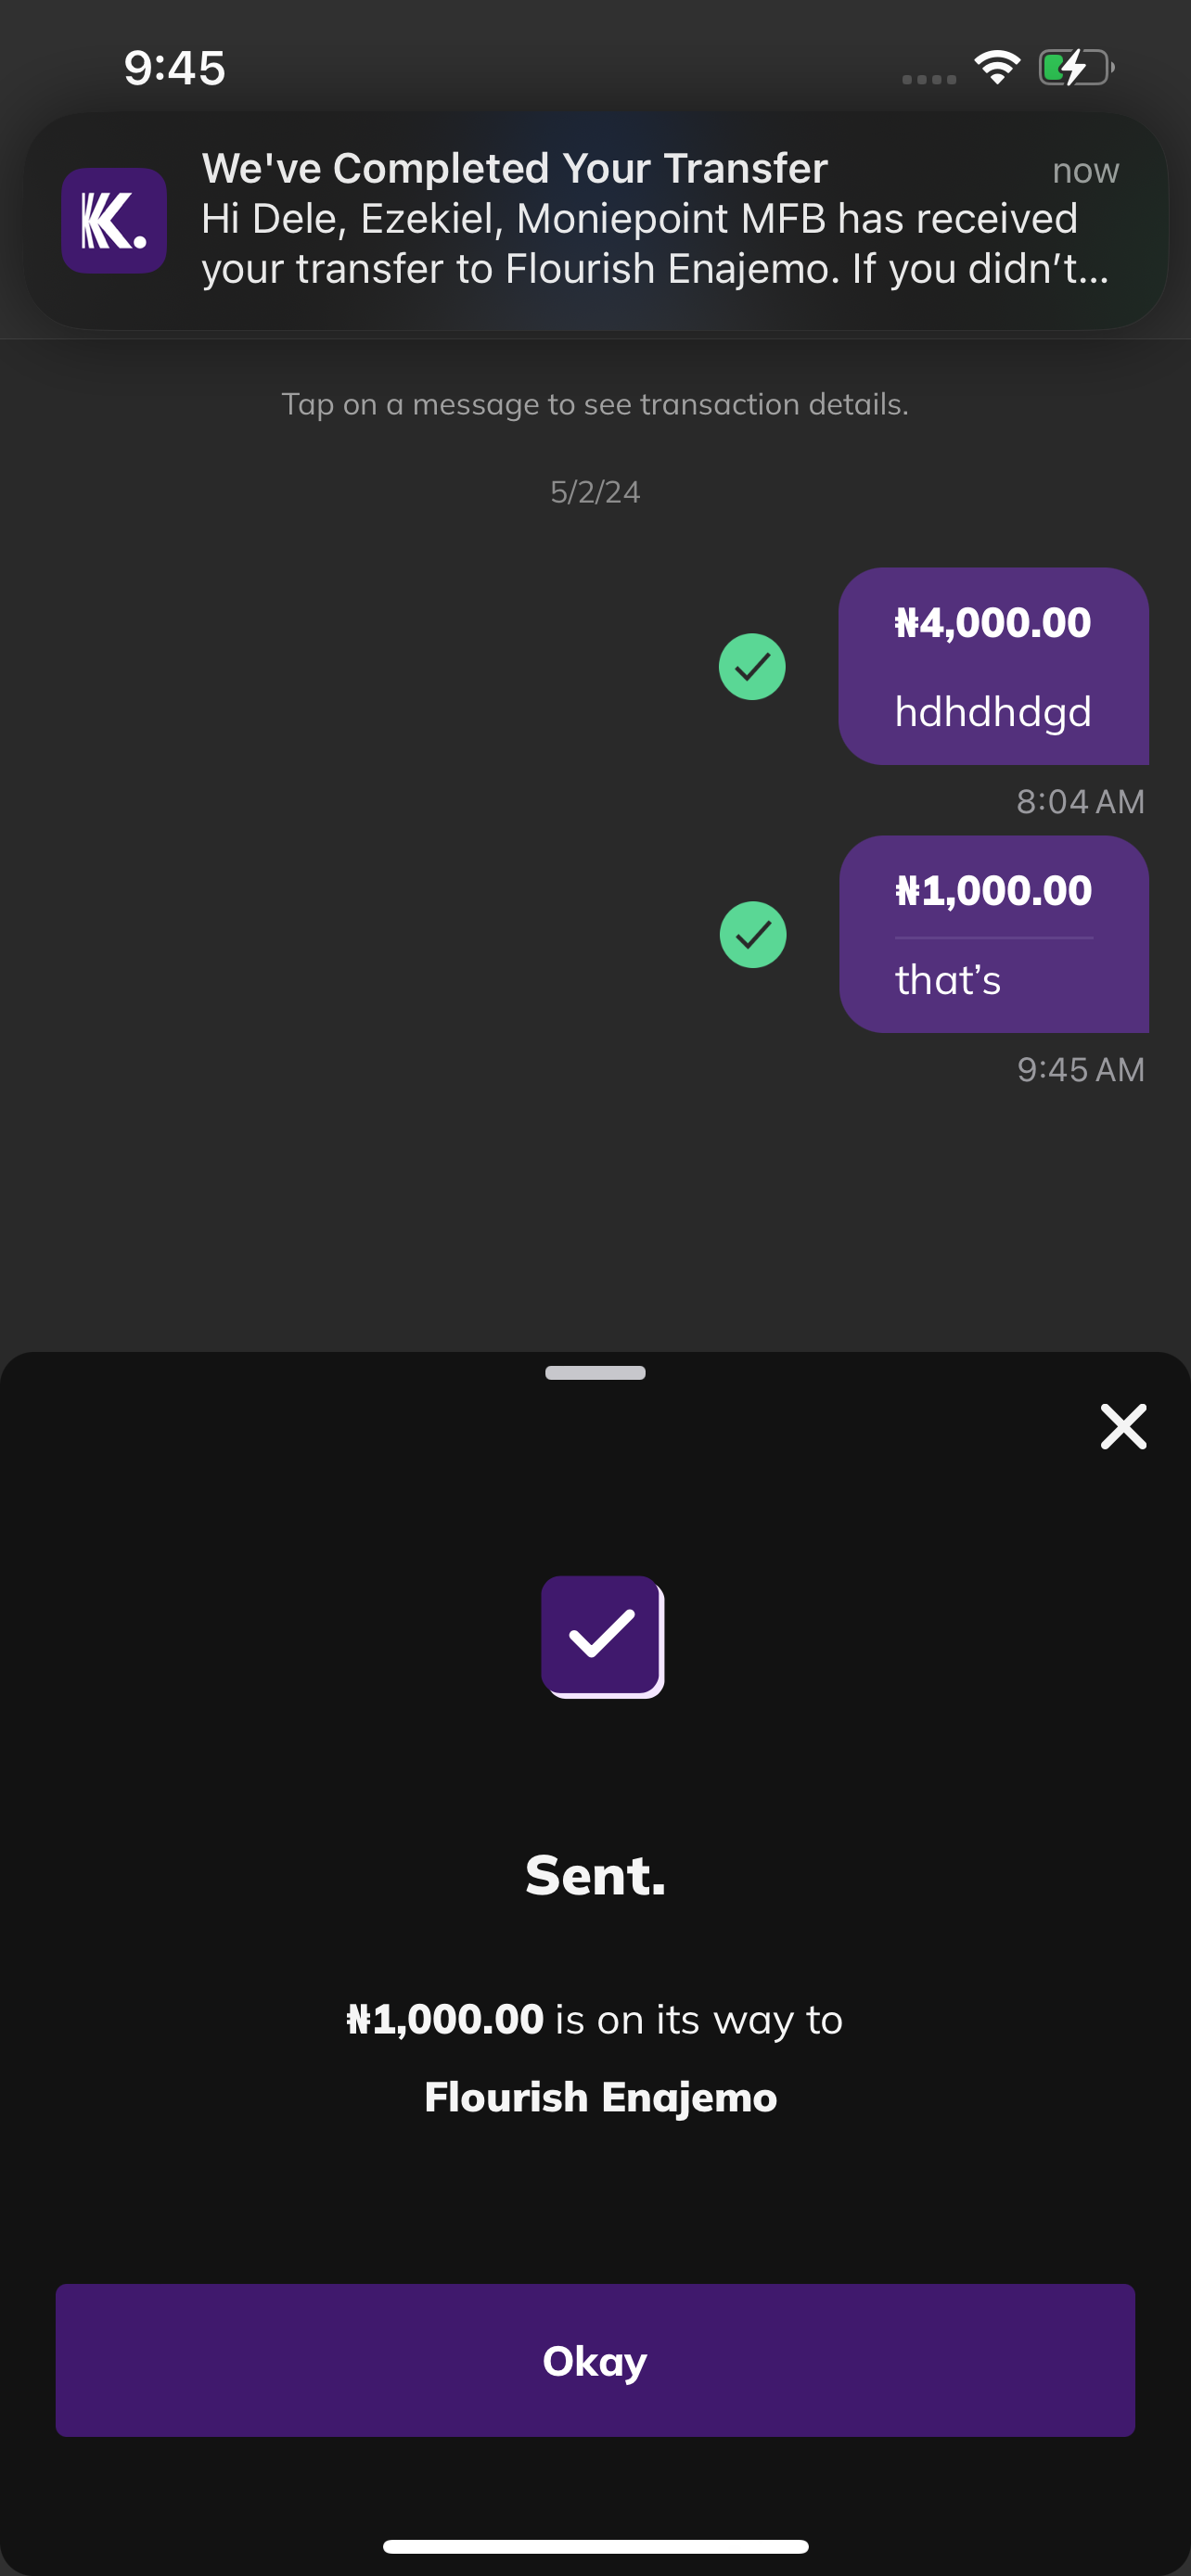 9:45
K.
We've Completed Your Transfer
now
Hi Dele, Ezekiel, Moniepoint MFB has received
your transfer to Flourish Enajemo. If you didn’t...
Tap on a message to see transaction details.
5/2/24
₦4,000.00
hdhdhdgd
8:04 AM
₦1,000.00
that’s
9:45 AM
Sent.
₦1,000.00 is on its way to
Flourish Enajemo
Okay